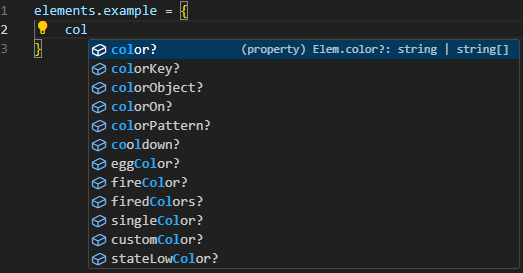 1 elements.example = {
2 col
3 }
color? (property) Elem.color?: string | string[]
colorKey?
colorObject?
colorOn?
colorPattern?
cooldown?
eggColor?
fireColor?
firedColors?
singleColor?
customColor?
stateLowColor?